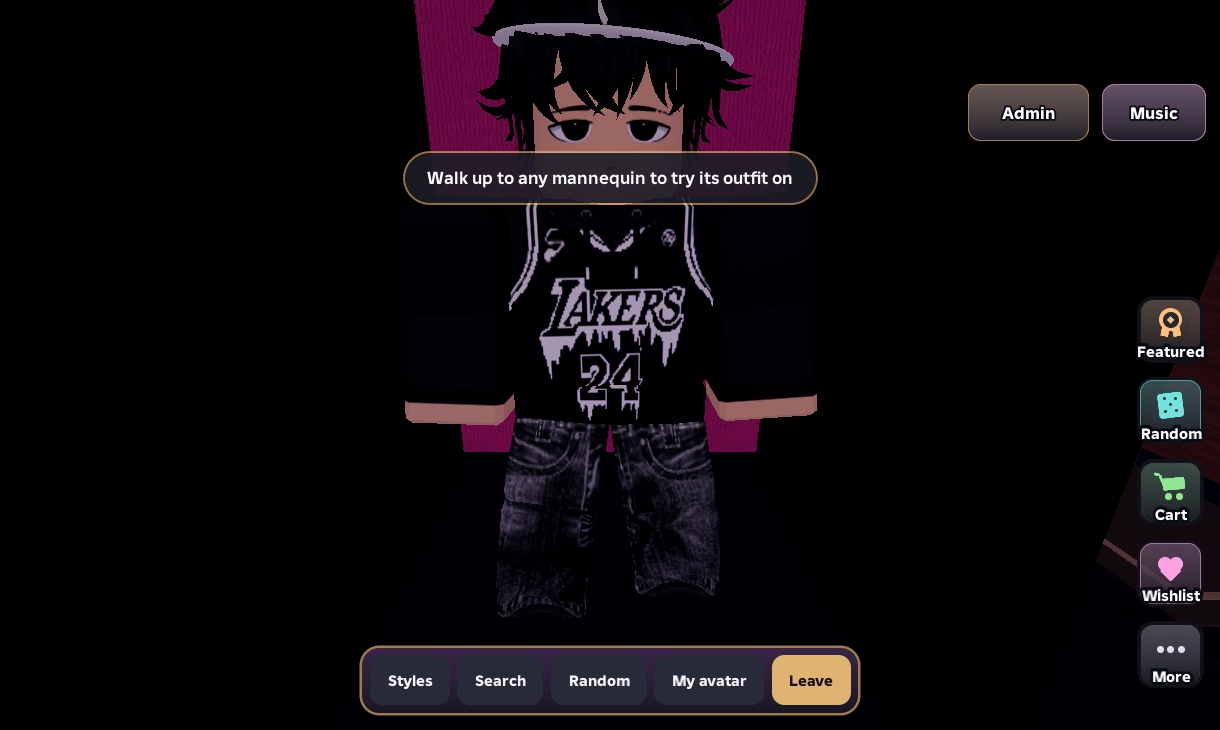 Admin
Music
Walk up to any mannequin to try its outfit on
LAKERS
24
Featured
Random
Cart
Wishlist
More
Styles
Search
Random
My avatar
Leave